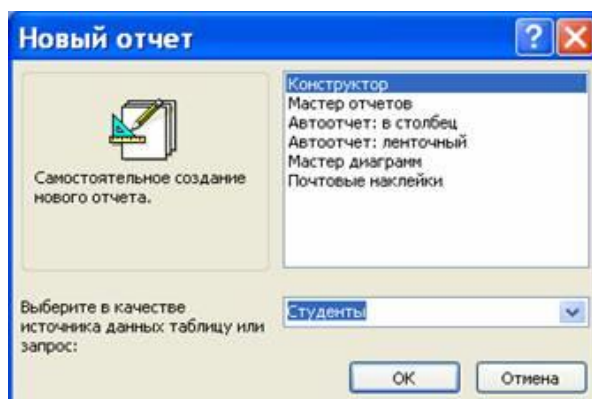 Новый отчет
Конструктор
Мастер отчетов
Автоотчет: в столбец
Автоотчет: ленточный
Мастер диаграмм
Почтовые наклейки
Самостоятельное создание
нового отчета.
Выберите в качестве
источника данных таблицу или
запрос:
Студенты
ОК
Отмена